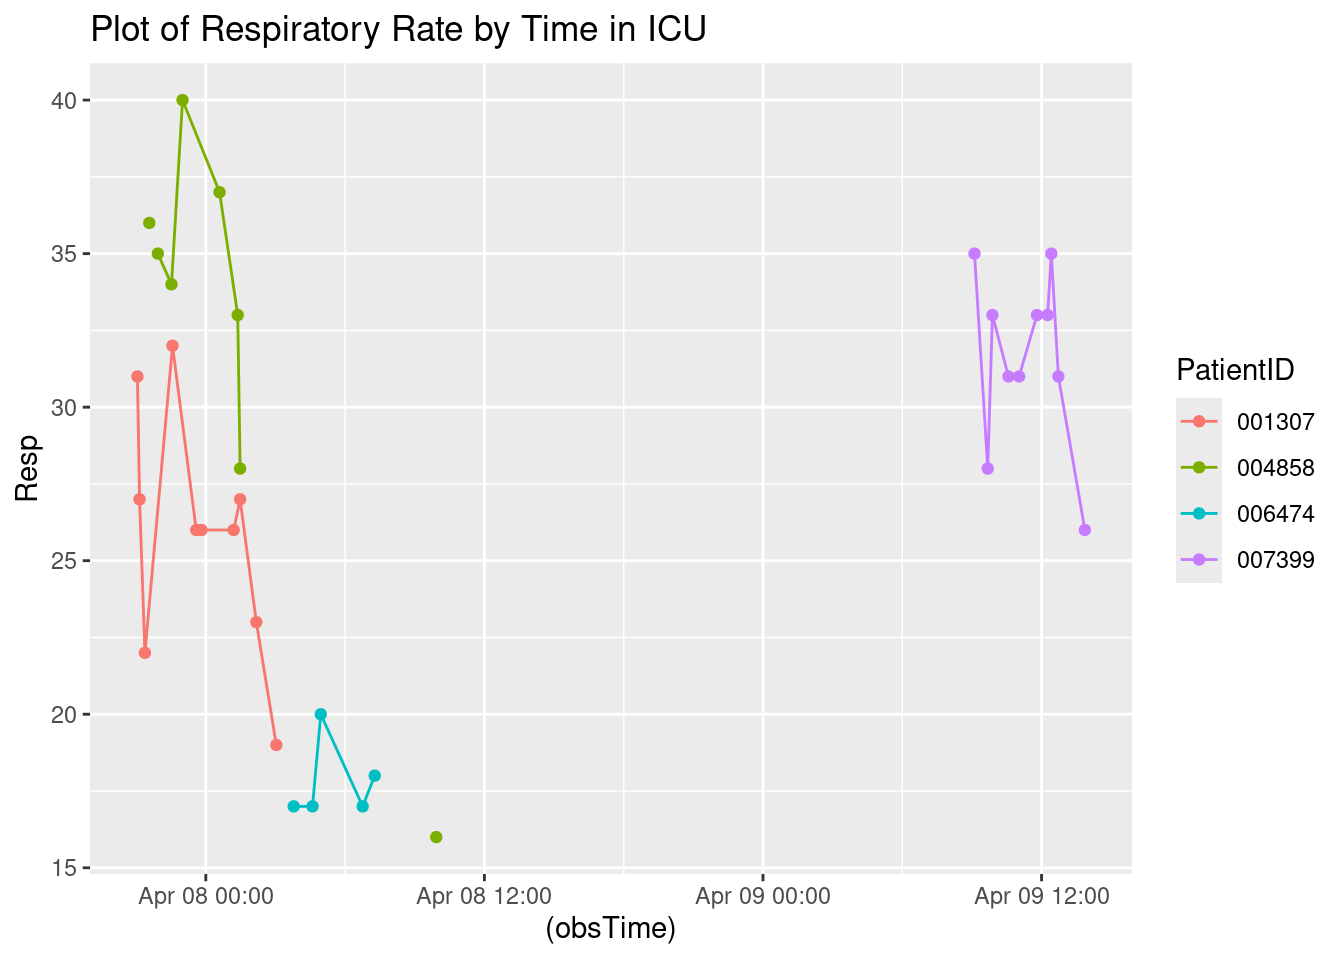 Plot of Respiratory Rate by Time in ICU
40
35
30
25
20
15
Resp
Apr 08 00:00
Apr 08 12:00
Apr 09 00:00
Apr 09 12:00
(obsTime)
PatientID
001307
004858
006474
007399